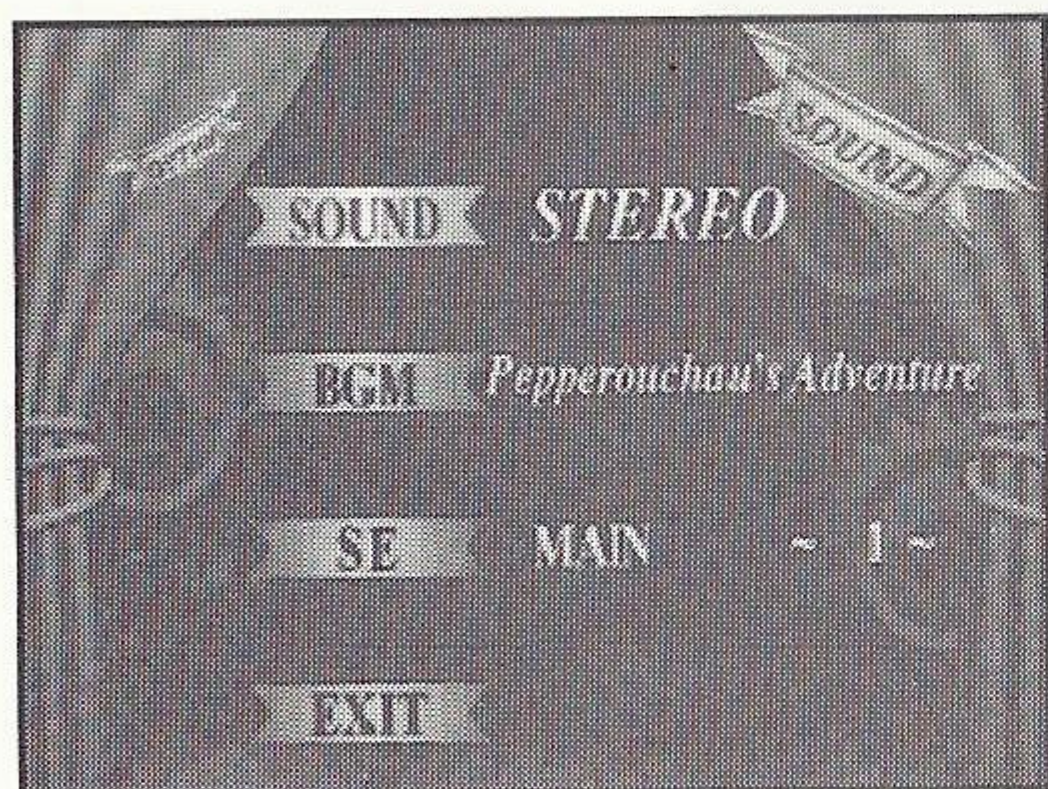 SOUND
SOUND STEREO
BGM Pepperouchau's Adventure
SE MAIN ~ 1 ~
EXIT